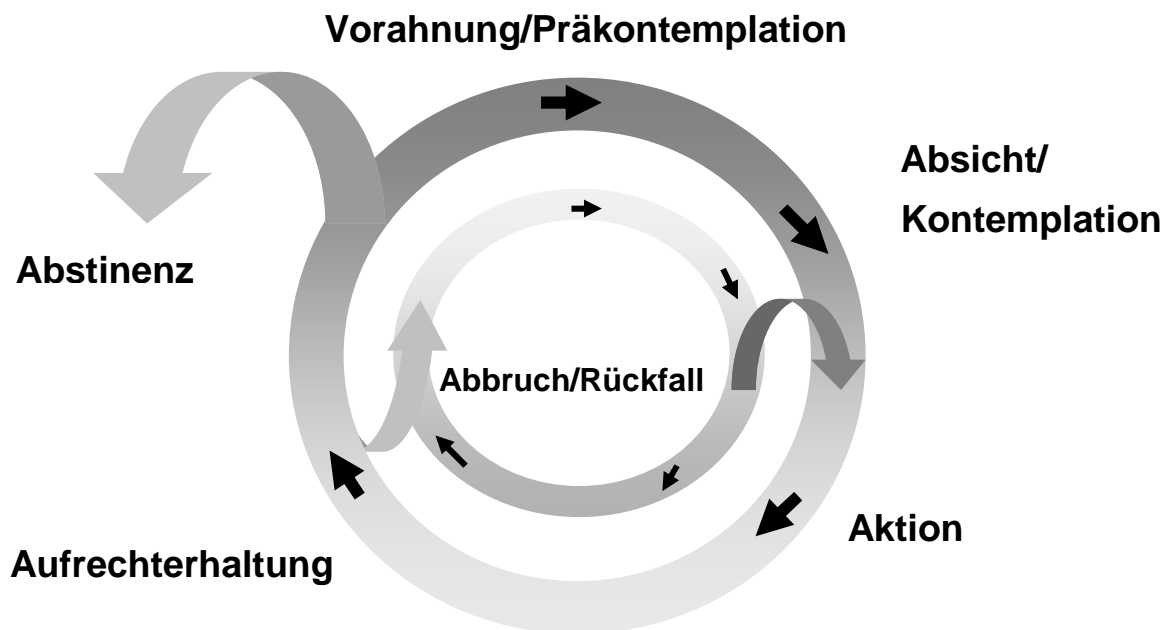 Vorahnung/Präkontemplation
Absicht/
Kontemplation
Abstinenz
Abbruch/Rückfall
Aktion
Aufrechterhaltung